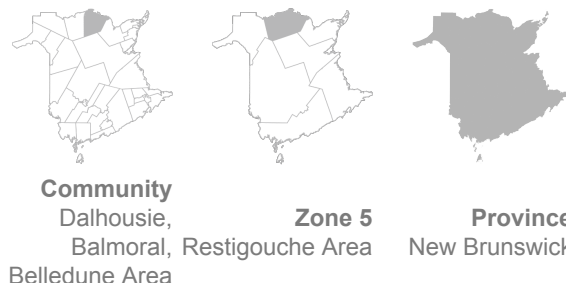 Community
Dalhousie,
Balmoral,
Belledune Area
Zone 5
Restigouche Area
Province
New Brunswick